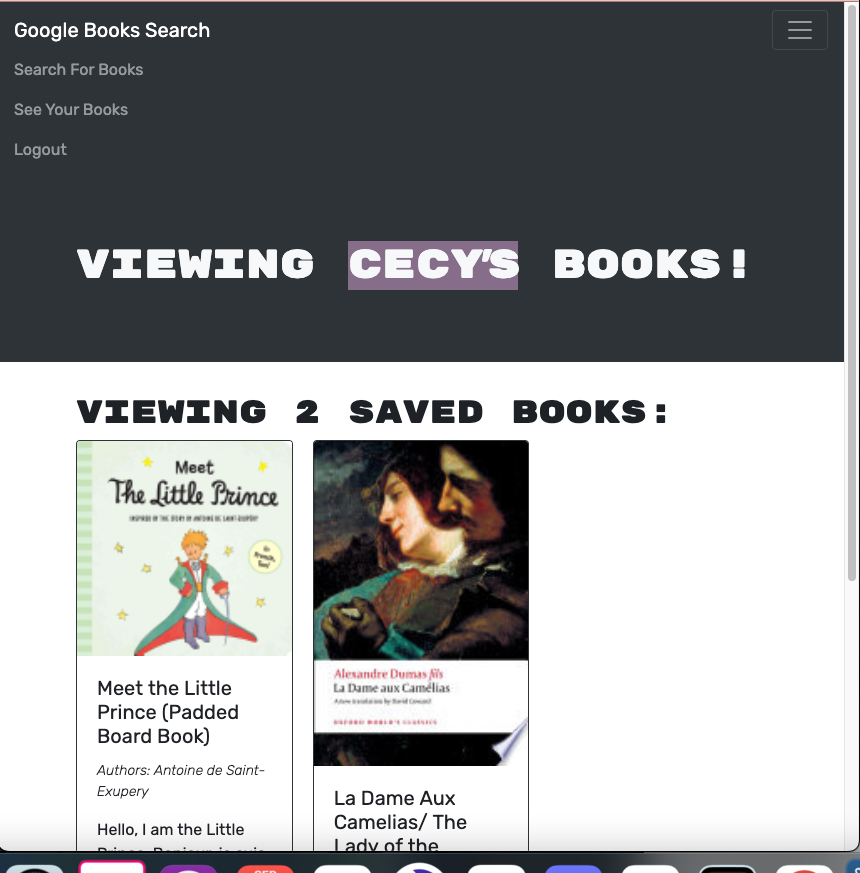 Google Books Search
Search For Books
See Your Books
Logout
VIEWING CECY'S BOOKS!
VIEWING 2 SAVED BOOKS:
Meet
The Little Prince
INSPIRED BY THE STORY BY ANTOINE DE SAINT-EXUPÉRY
Meet the Little
Prince (Padded
Board Book)
Authors: Antoine de Saint-
Exupery
Hello, I am the Little
Alexandre Dumas fils
La Dame aux Camélias
A new translation by David Coward
OXFORD WORLD'S CLASSICS
La Dame Aux
Camelias/ The
Lady of the